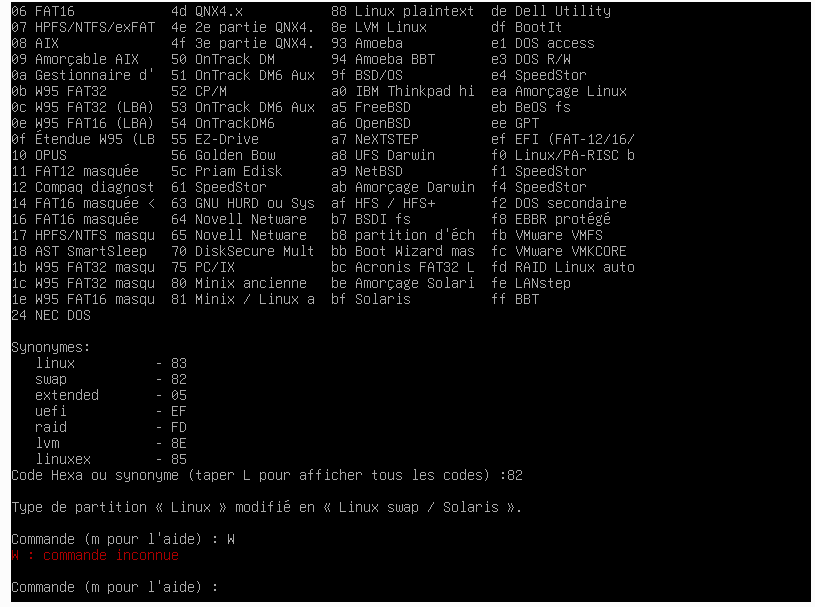 06 FAT16 4d QNX4.x 88 Linux plaintext de Dell Utility
07 HPFS/NTFS/exFAT 4e 2e partie QNX4. 8e LVM Linux df BootIt
08 AIX 4f 3e partie QNX4. 93 Amoeba e1 DOS access
09 Amorçable AIX 50 OnTrack DM 94 Amoeba BBT e3 DOS R/W
0a Gestionnaire d' 51 OnTrack DM6 Aux 9f BSD/OS e4 SpeedStor
0b W95 FAT32 52 CP/M a0 IBM Thinkpad hi ea Amorçage Linux
0c W95 FAT32 (LBA) 53 OnTrack DM6 Aux a5 FreeBSD eb BeOS fs
0e W95 FAT16 (LBA) 54 OnTrackDM6 a6 OpenBSD ee GPT
0f Étendue W95 (LB 55 EZ-Drive a7 NeXTSTEP ef EFI (FAT-12/16/
10 OPUS 56 Golden Bow a8 UFS Darwin f0 Linux/PA-RISC b
11 FAT12 masquée 5c Priam Edisk a9 NetBSD f1 SpeedStor
12 Compaq diagnost 61 SpeedStor ab Amorçage Darwin f4 SpeedStor
14 FAT16 masquée < 63 GNU HURD ou Sys af HFS / HFS+ f2 DOS secondaire
16 FAT16 masquée 64 Novell Netware b7 BSDI fs f8 EBBR protégé
17 HPFS/NTFS masqu 65 Novell Netware b8 partition d'éch fb VMware VMFS
18 AST SmartSleep 70 DiskSecure Mult bb Boot Wizard mas fc VMware VMKCORE
1b W95 FAT32 masqu 75 PC/IX bc Acronis FAT32 L fd RAID Linux auto
1c W95 FAT32 masqu 80 Minix ancienne be Amorçage Solari fe LANstep
1e W95 FAT16 masqu 81 Minix / Linux a bf Solaris ff BBT
24 NEC DOS
Synonymes:
linux - 83
swap - 82
extended - 05
uefi - EF
raid - FD
lvm - 8E
linuxex - 85
Code Hexa ou synonyme (taper L pour afficher tous les codes) :82
Type de partition « Linux » modifié en « Linux swap / Solaris ».
Commande (m pour l'aide) : W
W : commande inconnue
Commande (m pour l'aide) :